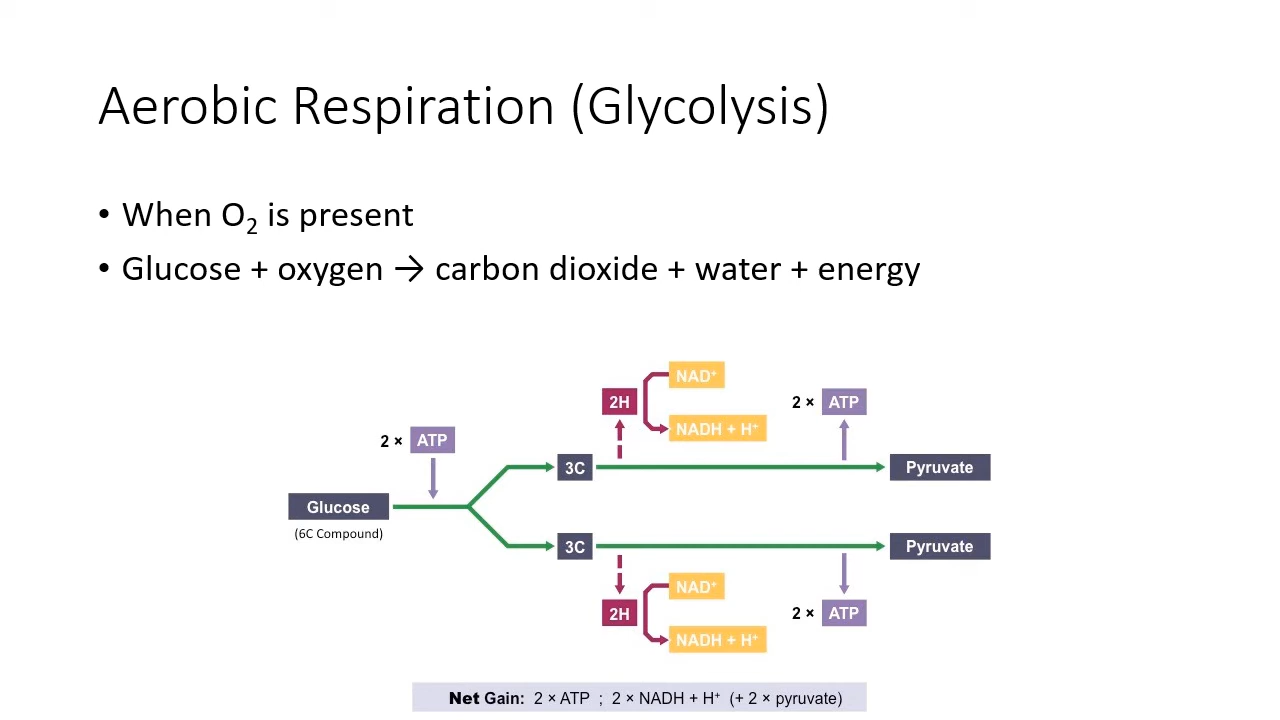 Aerobic Respiration (Glycolysis)
• When O₂ is present
• Glucose + oxygen → carbon dioxide + water + energy
NAD⁺
2H
2 × ATP
NADH + H⁺
2 × ATP
3C
Pyruvate
Glucose
(6C Compound)
3C
Pyruvate
NAD⁺
2H
2 × ATP
NADH + H⁺
Net Gain: 2 × ATP ; 2 × NADH + H⁺ (+ 2 × pyruvate)